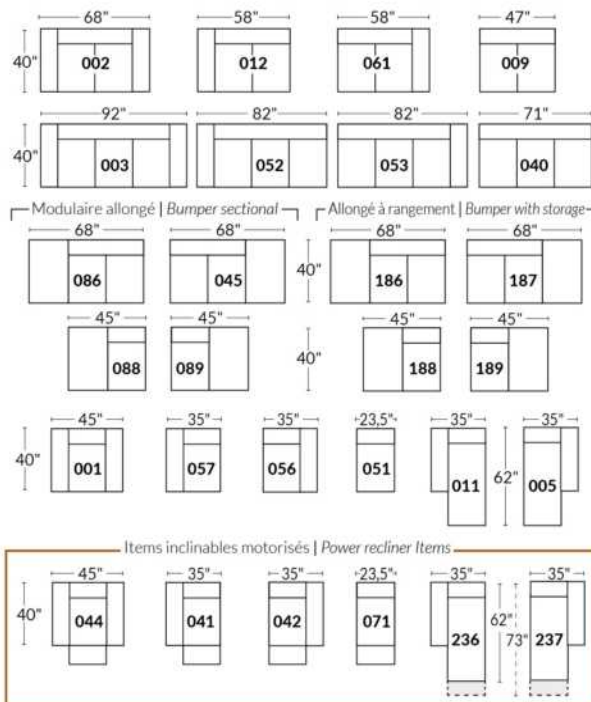 68" 58" 58" 47"
40" 002 012 061 009
92" 82" 82" 71"
40" 003 052 053 040
Modulaire allongé | Bumper sectional Allongé à rangement | Bumper with storage
68" 68" 68" 68"
086 045 40" 186 187
45" 45" 45" 45"
088 089 40" 188 189
45" 35" 35" 23,5" 35" 35"
40" 001 057 056 051 011 62" 005
Items inclinables motorisés | Power recliner Items
45" 35" 35" 23,5" 35" 35"
40" 044 041 042 071 236 62" 73" 237